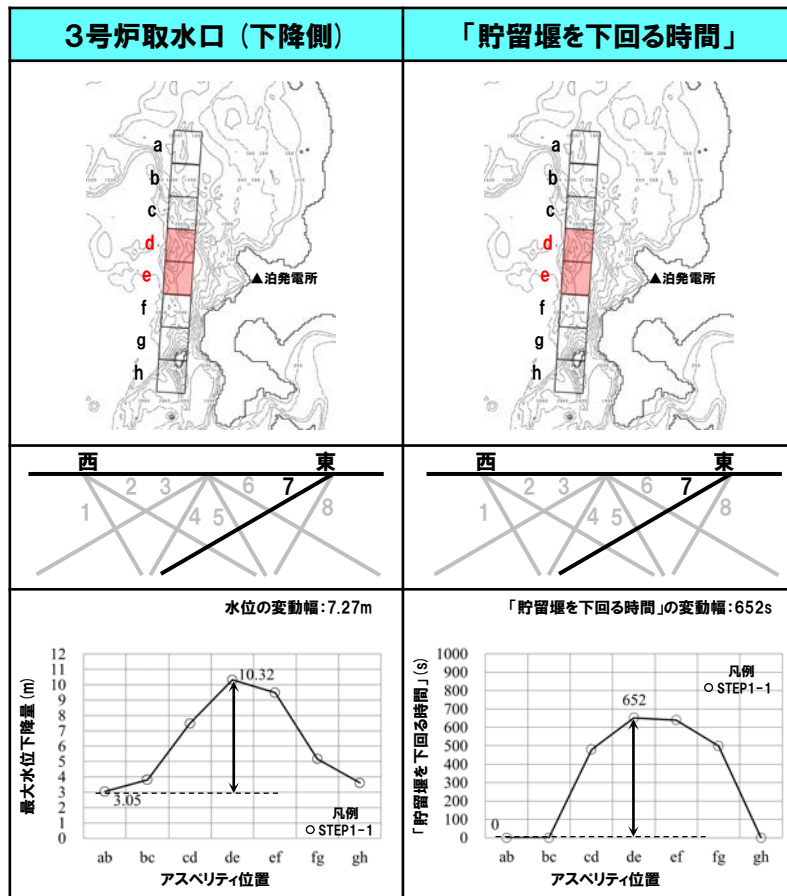 3号炉取水口（下降側）
a
b
c
d
e
f
g
h
▲泊発電所
西
東
1
2
3
4
5
6
7
8
水位の変動幅：7.27m
最大水位下降量（m）
12
11
10
9
8
7
6
5
4
3
2
1
0
10.32
3.05
凡例
○ STEP1-1
ab bc cd de ef fg gh
アスペリティ位置
「貯留堰を下回る時間」
a
b
c
d
e
f
g
h
▲泊発電所
西
東
1
2
3
4
5
6
7
8
「貯留堰を下回る時間」の変動幅：652s
「貯留堰を下回る時間」（s）
1000
900
800
700
600
500
400
300
200
100
0
652
0
凡例
○ STEP1-1
ab bc cd de ef fg gh
アスペリティ位置